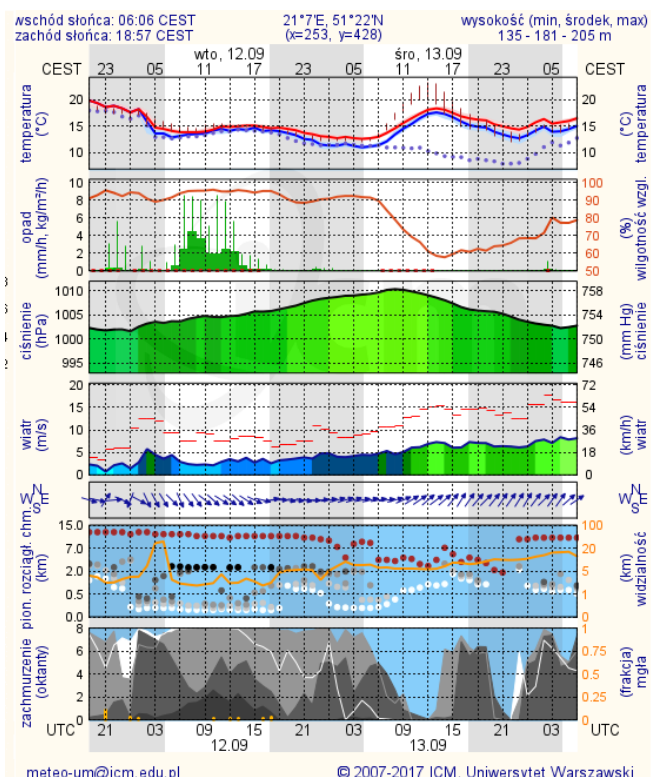 wschód słońca: 06:06 CEST 21°7'E, 51°22'N wysokość (min, środek, max)
zachód słońca: 18:57 CEST (x=253, y=428) 135 - 181 - 205 m
wto, 12.09 śro, 13.09
CEST 23 05 11 17 23 05 11 17 23 05 CEST
temperatura (°C) 20 15 10 20 15 10 temperatura (°C)
opad (mm/h, kg/m²/h) 10 8 6 4 2 0 100 90 80 70 60 50 (%) wilgotność wzgl.
ciśnienie (hPa) 1010 1005 1000 995 758 754 750 746 (mm Hg) ciśnienie
wiatr (m/s) 20 15 10 5 0 72 54 36 18 0 (km/h) wiatr
N W E S N W E S
pion. rozciągł. chm. (km) 15.0 7.0 2.0 0.5 0.0 100 20 5 1 0 (km) widzialność
zachmurzenie (oktanty) 8 6 4 2 0 1 0.75 0.5 0.25 0 (frakcja) mgła
UTC 21 03 09 15 21 03 09 15 21 03 UTC
12.09 13.09
meteo-um@icm.edu.pl © 2007-2017 ICM, Uniwersytet Warszawski